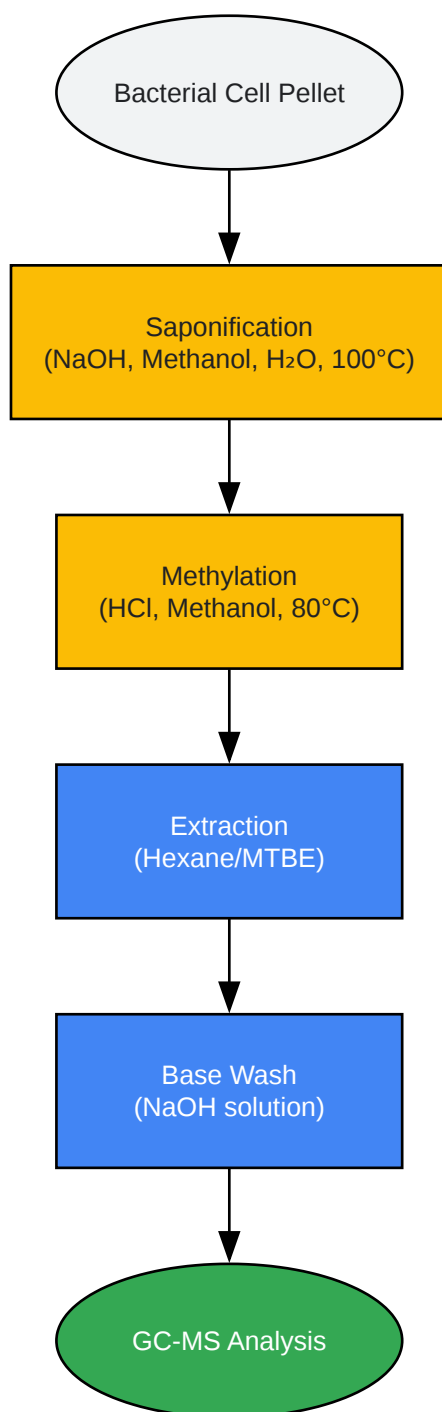 Bacterial Cell Pellet
Saponification
(NaOH, Methanol, H₂O, 100°C)
Methylation
(HCl, Methanol, 80°C)
Extraction
(Hexane/MTBE)
Base Wash
(NaOH solution)
GC-MS Analysis